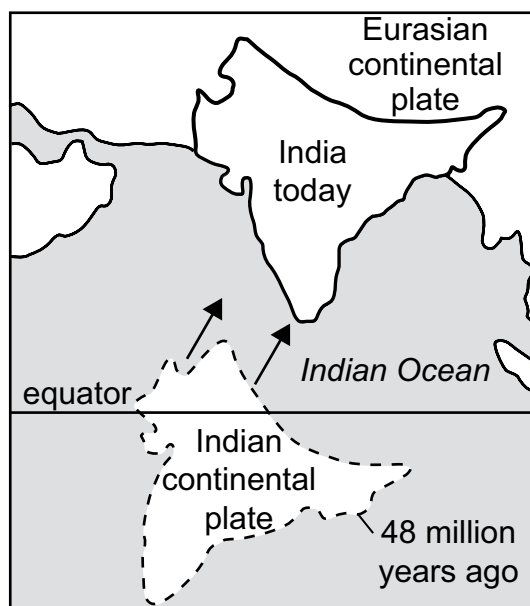 Eurasian
continental
plate
India
today
Indian Ocean
equator
Indian
continental
plate
48 million
years ago